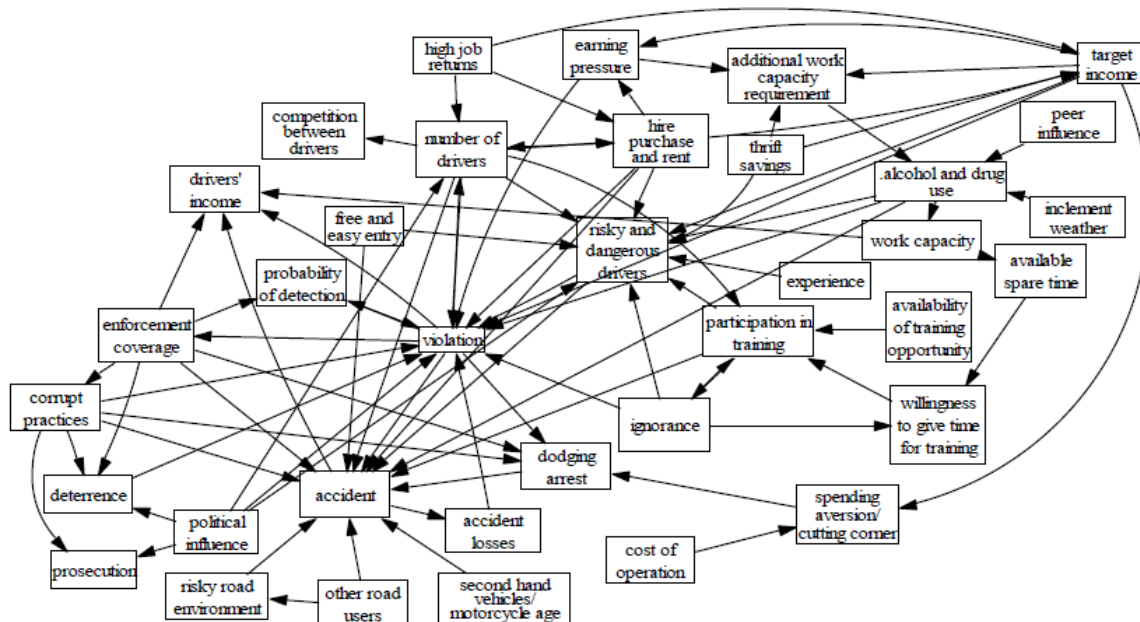 high job
returns
earning
pressure
additional work
capacity
requirement
target
income
competition
between
drivers
number of
drivers
hire
purchase
and rent
thrift
savings
peer
influence
drivers'
income
.alcohol and drug
use
free and
easy entry
risky and
dangerous
drivers
work capacity
inclement
weather
probability
of detection
experience
available
spare time
enforcement
coverage
violation
participation in
training
availability
of training
opportunity
corrupt
practices
ignorance
willingness
to give time
for training
deterrence
accident
dodging
arrest
political
influence
accident
losses
spending
aversion/
cutting corner
prosecution
cost of
operation
risky road
environment
other road
users
second hand
vehicles/
motorcycle age